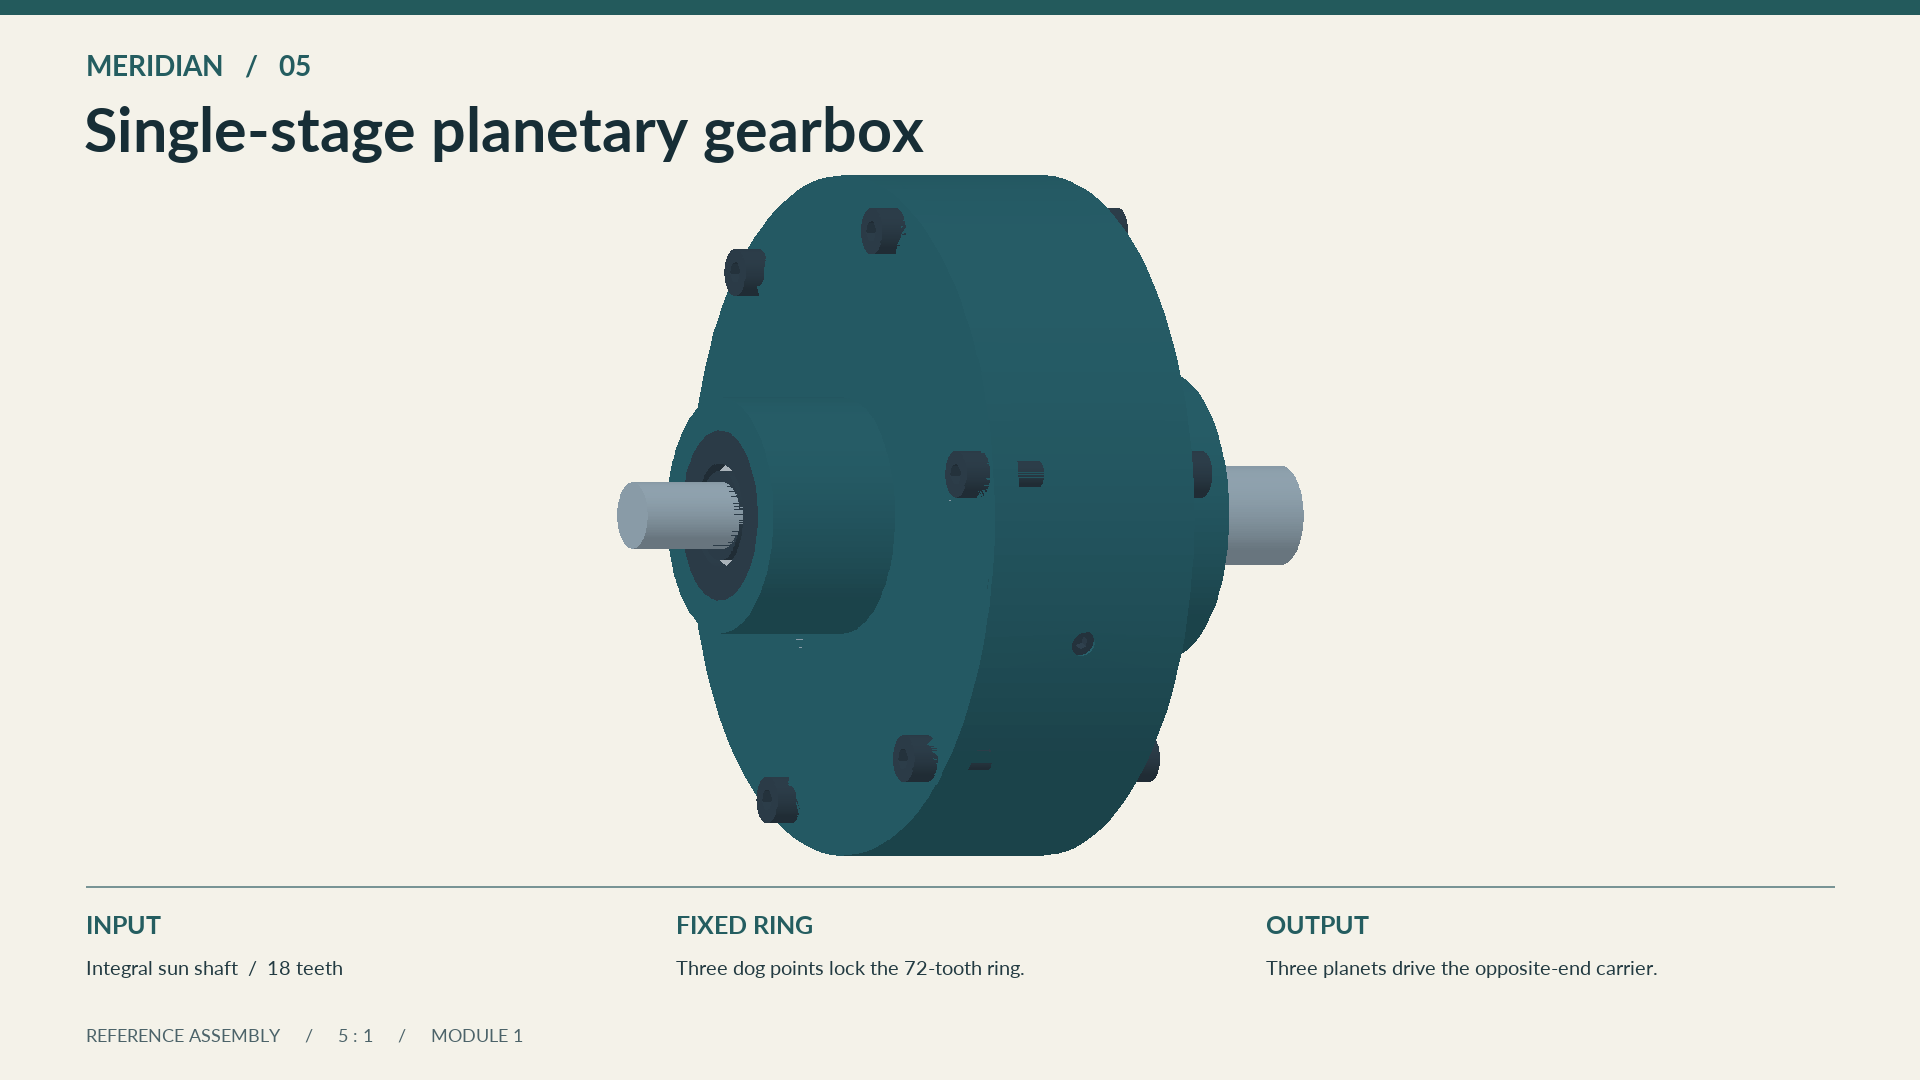 MERIDIAN / 05
Single-stage planetary gearbox
INPUT
Integral sun shaft / 18 teeth
FIXED RING
Three dog points lock the 72-tooth ring.
OUTPUT
Three planets drive the opposite-end carrier.
REFERENCE ASSEMBLY / 5 : 1 / MODULE 1